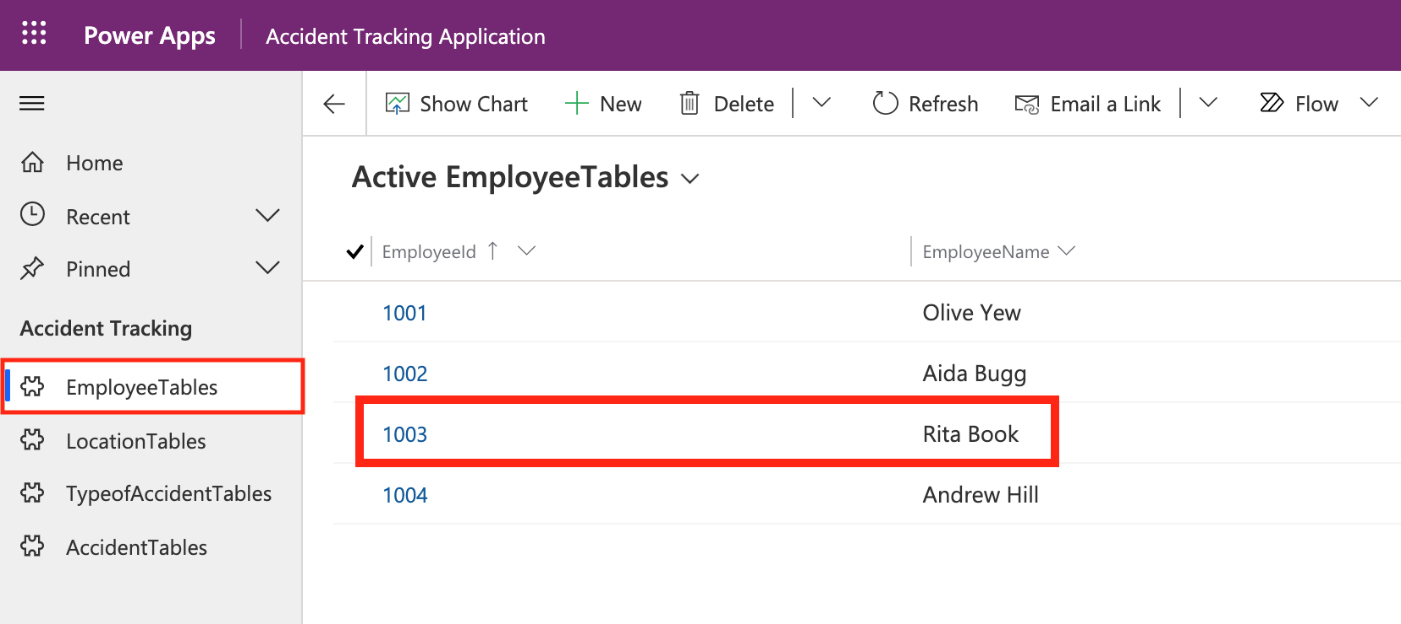 Power Apps Accident Tracking Application
Show Chart New Delete Refresh Email a Link Flow
Home
Recent
Pinned
Accident Tracking
EmployeeTables
LocationTables
TypeofAccidentTables
AccidentTables
Active EmployeeTables
EmployeeId EmployeeName
1001 Olive Yew
1002 Aida Bugg
1003 Rita Book
1004 Andrew Hill